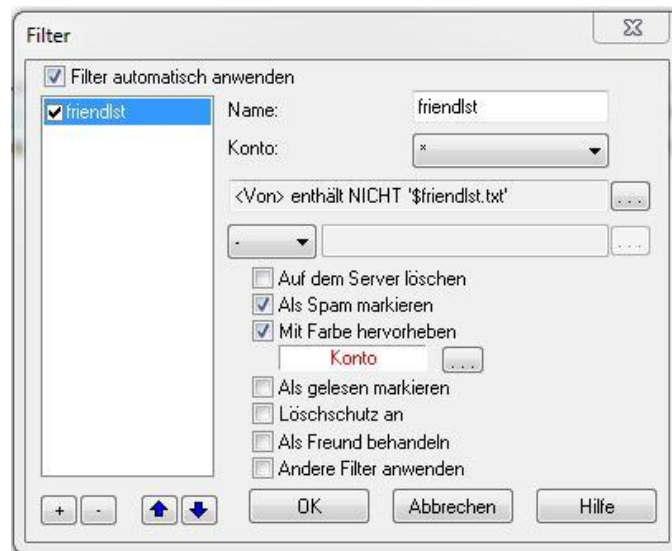 Filter
Filter automatisch anwenden
friendlst
Name:
friendlst
Konto:
*
<Von> enthält NICHT '$friendlst.txt'
...
-
...
Auf dem Server löschen
Als Spam markieren
Mit Farbe hervorheben
Konto
...
Als gelesen markieren
Löschschutz an
Als Freund behandeln
Andere Filter anwenden
+
-
OK
Abbrechen
Hilfe